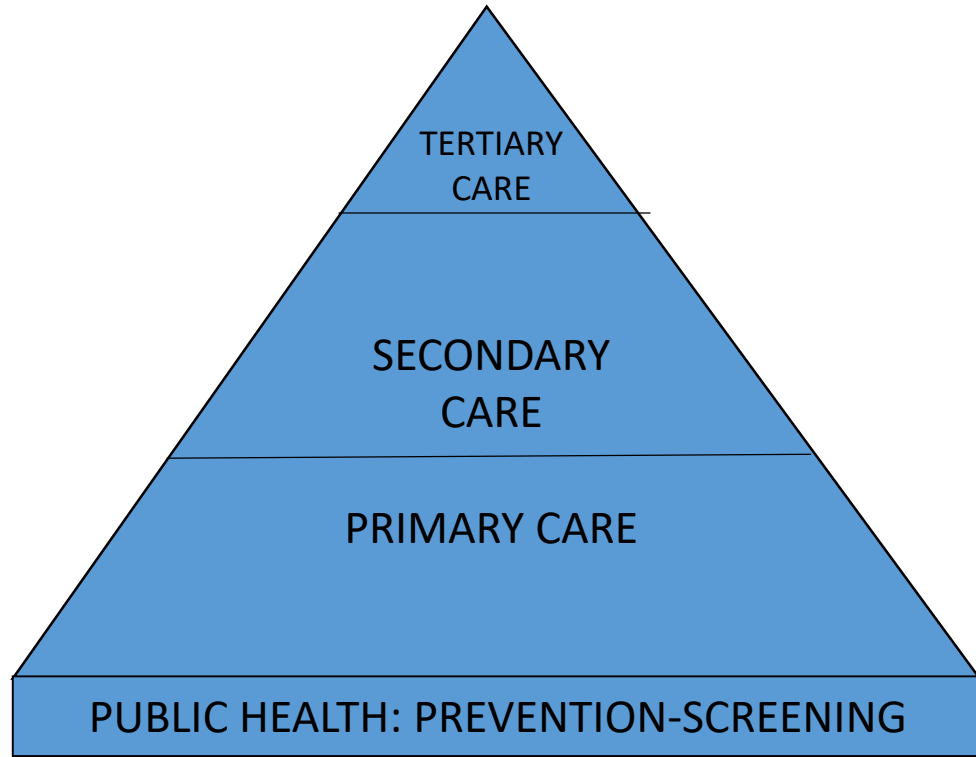 TERTIARY
CARE
SECONDARY
CARE
PRIMARY CARE
PUBLIC HEALTH: PREVENTION-SCREENING